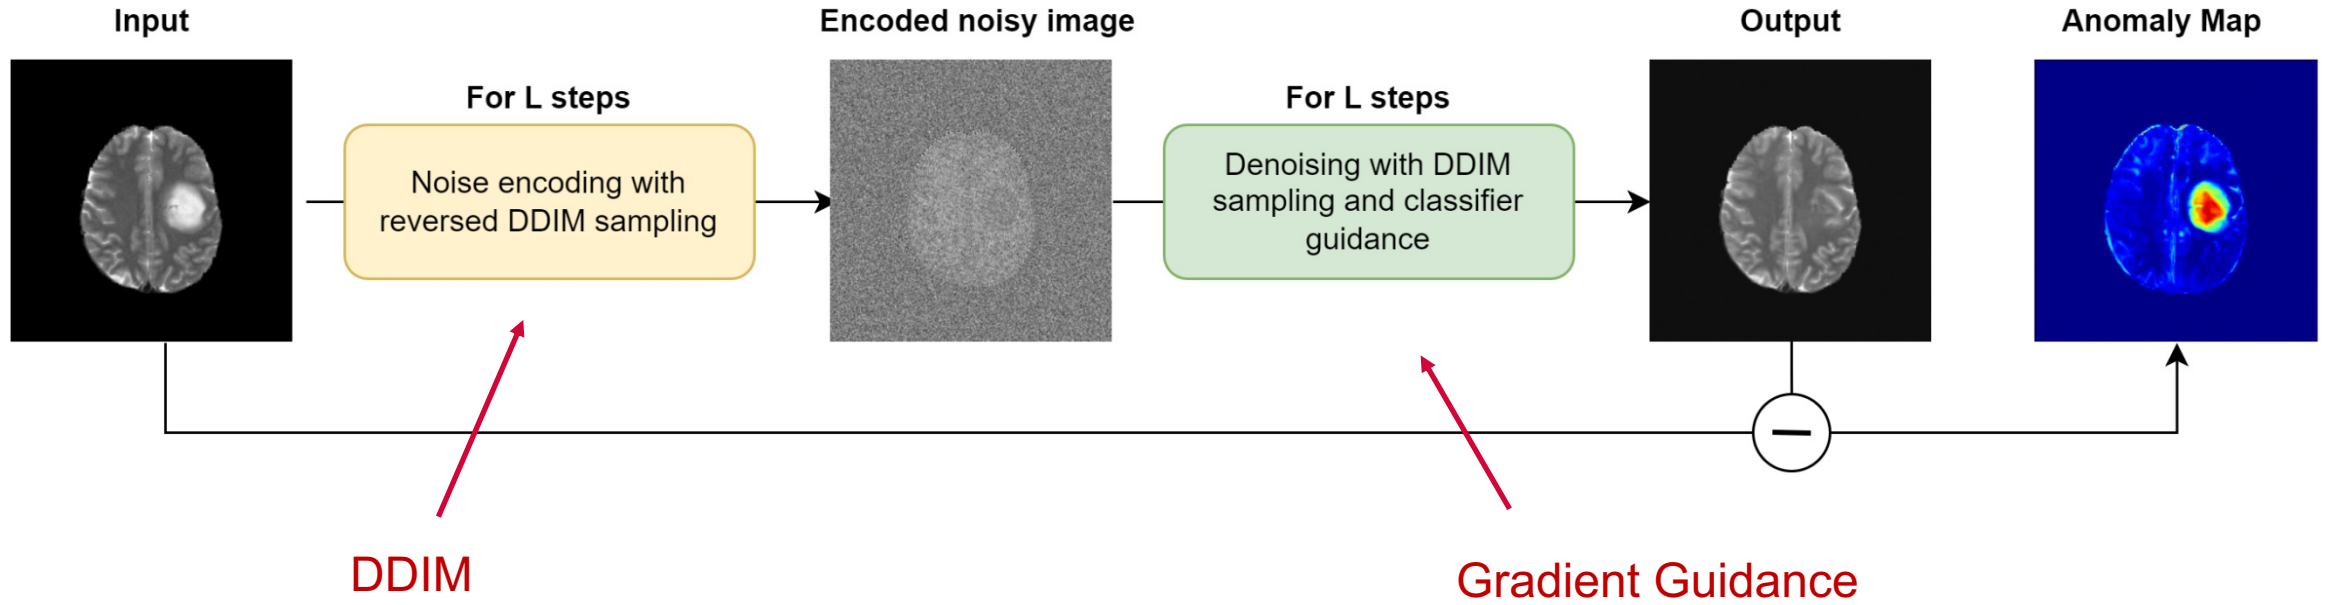 Input
Encoded noisy image
Output
Anomaly Map
For L steps
For L steps
Noise encoding with
reversed DDIM sampling
Denoising with DDIM
sampling and classifier
guidance
DDIM
Gradient Guidance